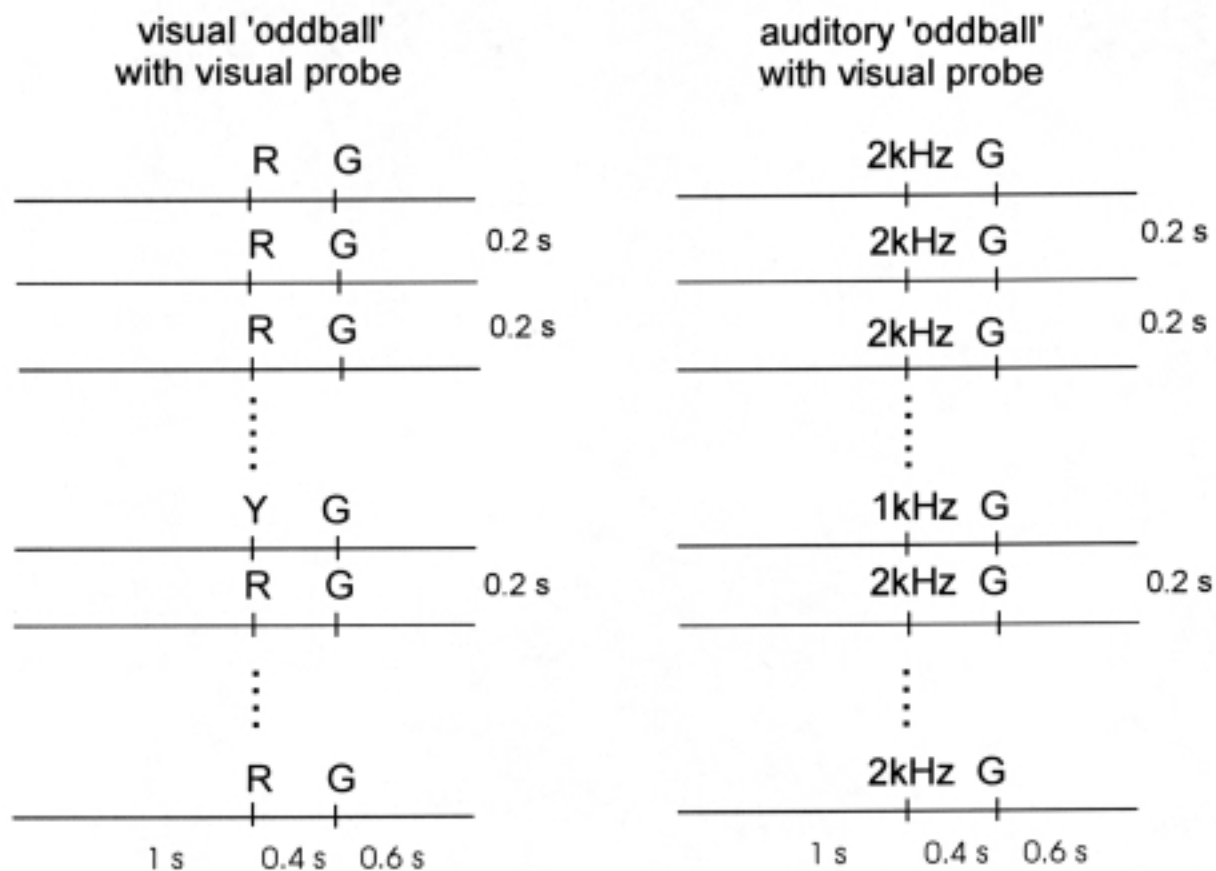 visual 'oddball'
with visual probe
R G
0.2 s
R G
0.2 s
R G
Y G
0.2 s
R G
R G
1 s 0.4 s 0.6 s
auditory 'oddball'
with visual probe
2kHz G
0.2 s
2kHz G
0.2 s
2kHz G
1kHz G
0.2 s
2kHz G
2kHz G
1 s 0.4 s 0.6 s